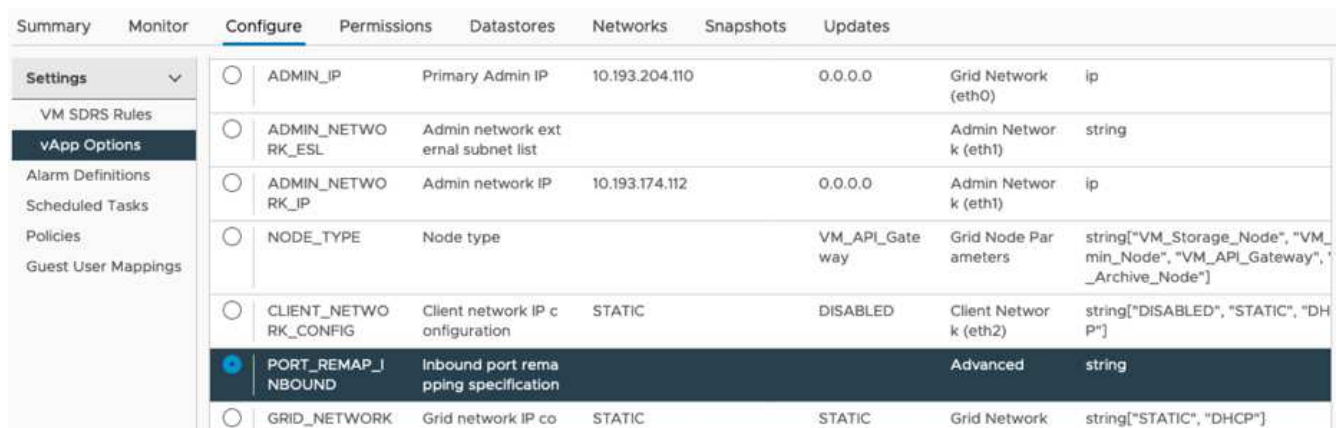 Summary Monitor Configure Permissions Datastores Networks Snapshots Updates
Settings
VM SDRS Rules
vApp Options
Alarm Definitions
Scheduled Tasks
Policies
Guest User Mappings
ADMIN_IP Primary Admin IP 10.193.204.110 0.0.0.0 Grid Network ip
(eth0)
ADMIN_NETWO Admin network ext Admin Networ string
RK_ESL ernal subnet list k (eth1)
ADMIN_NETWO Admin network IP 10.193.174.112 0.0.0.0 Admin Networ ip
RK_IP k (eth1)
NODE_TYPE Node type VM_API_Gate Grid Node Par string["VM_Storage_Node", "VM_
way ameters min_Node", "VM_API_Gateway", "
_Archive_Node"]
CLIENT_NETWO Client network IP c STATIC DISABLED Client Networ string["DISABLED", "STATIC", "DH
RK_CONFIG onfiguration k (eth2) P"]
PORT_REMAP_I Inbound port rema Advanced string
NBOUND pping specification
GRID_NETWORK Grid network IP co STATIC STATIC Grid Network string["STATIC", "DHCP"]